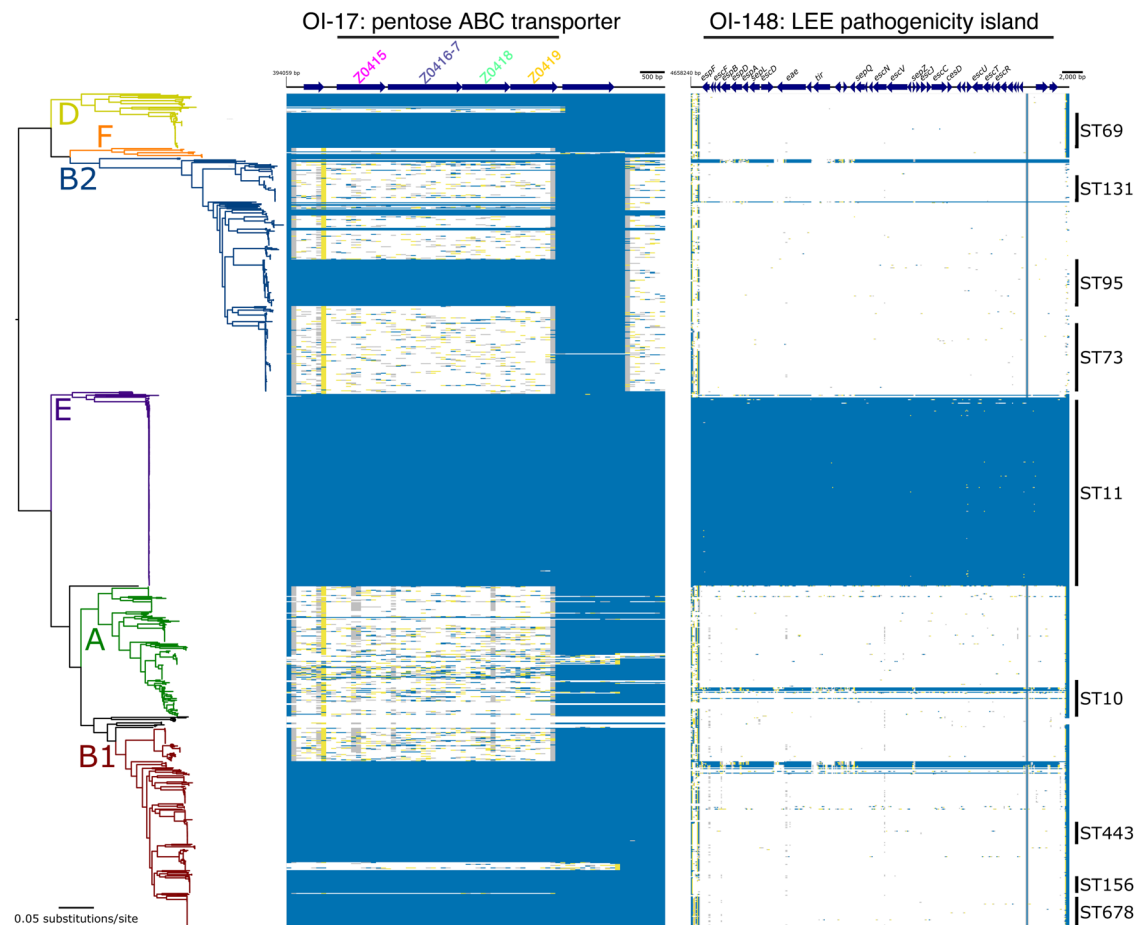 OI-17: pentose ABC transporter
OI-148: LEE pathogenicity island
Z0415
Z0416-7
Z0418
Z0419
394059 bp
500 bp
4658240 bp
espF
escF
espB
espD
espA
sepL
escD
eae
tir
sepQ
escN
escV
sepZ
escJ
escC
cesD
escU
escT
escR
2,000 bp
D
F
B2
E
A
B1
ST69
ST131
ST95
ST73
ST11
ST10
ST443
ST156
ST678
0.05 substitutions/site